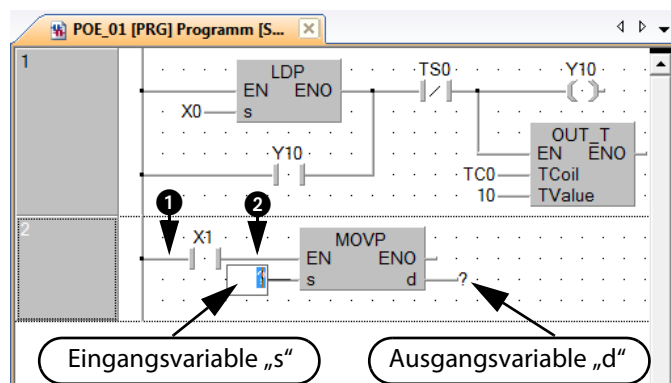 POE_01 [PRG] Programm [S...
1
LDP
EN ENO
X0 s
TS0
Y10
Y10
OUT_T
EN ENO
TC0 TCoil
10 TValue
1 2
2
X1
MOVP
EN ENO
? s d ?
Eingangsvariable „s“
Ausgangsvariable „d“